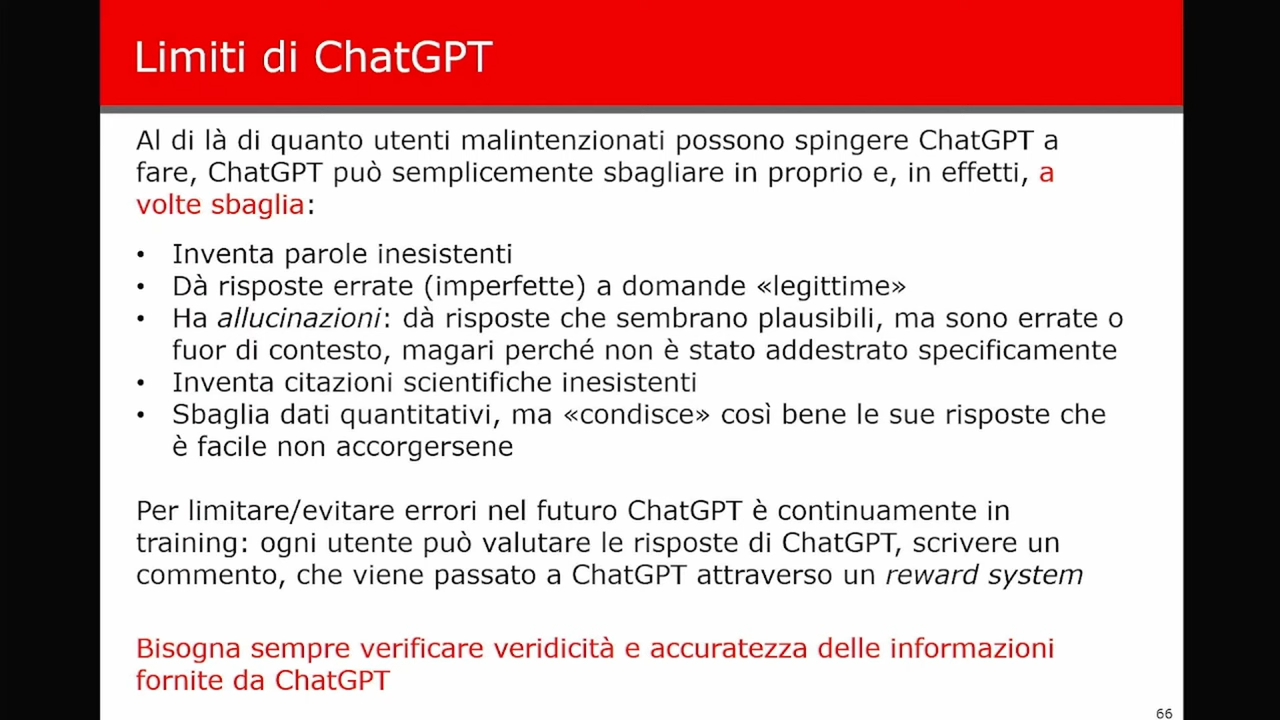 Limiti di ChatGPT
Al di là di quanto utenti malintenzionati possono spingere ChatGPT a
fare, ChatGPT può semplicemente sbagliare in proprio e, in effetti, a
volte sbaglia:
• Inventa parole inesistenti
• Dà risposte errate (imperfette) a domande «legittime»
• Ha allucinazioni: dà risposte che sembrano plausibili, ma sono errate o
fuor di contesto, magari perché non è stato addestrato specificamente
• Inventa citazioni scientifiche inesistenti
• Sbaglia dati quantitativi, ma «condisce» così bene le sue risposte che
è facile non accorgersene
Per limitare/evitare errori nel futuro ChatGPT è continuamente in
training: ogni utente può valutare le risposte di ChatGPT, scrivere un
commento, che viene passato a ChatGPT attraverso un reward system
Bisogna sempre verificare veridicità e accuratezza delle informazioni
fornite da ChatGPT
66